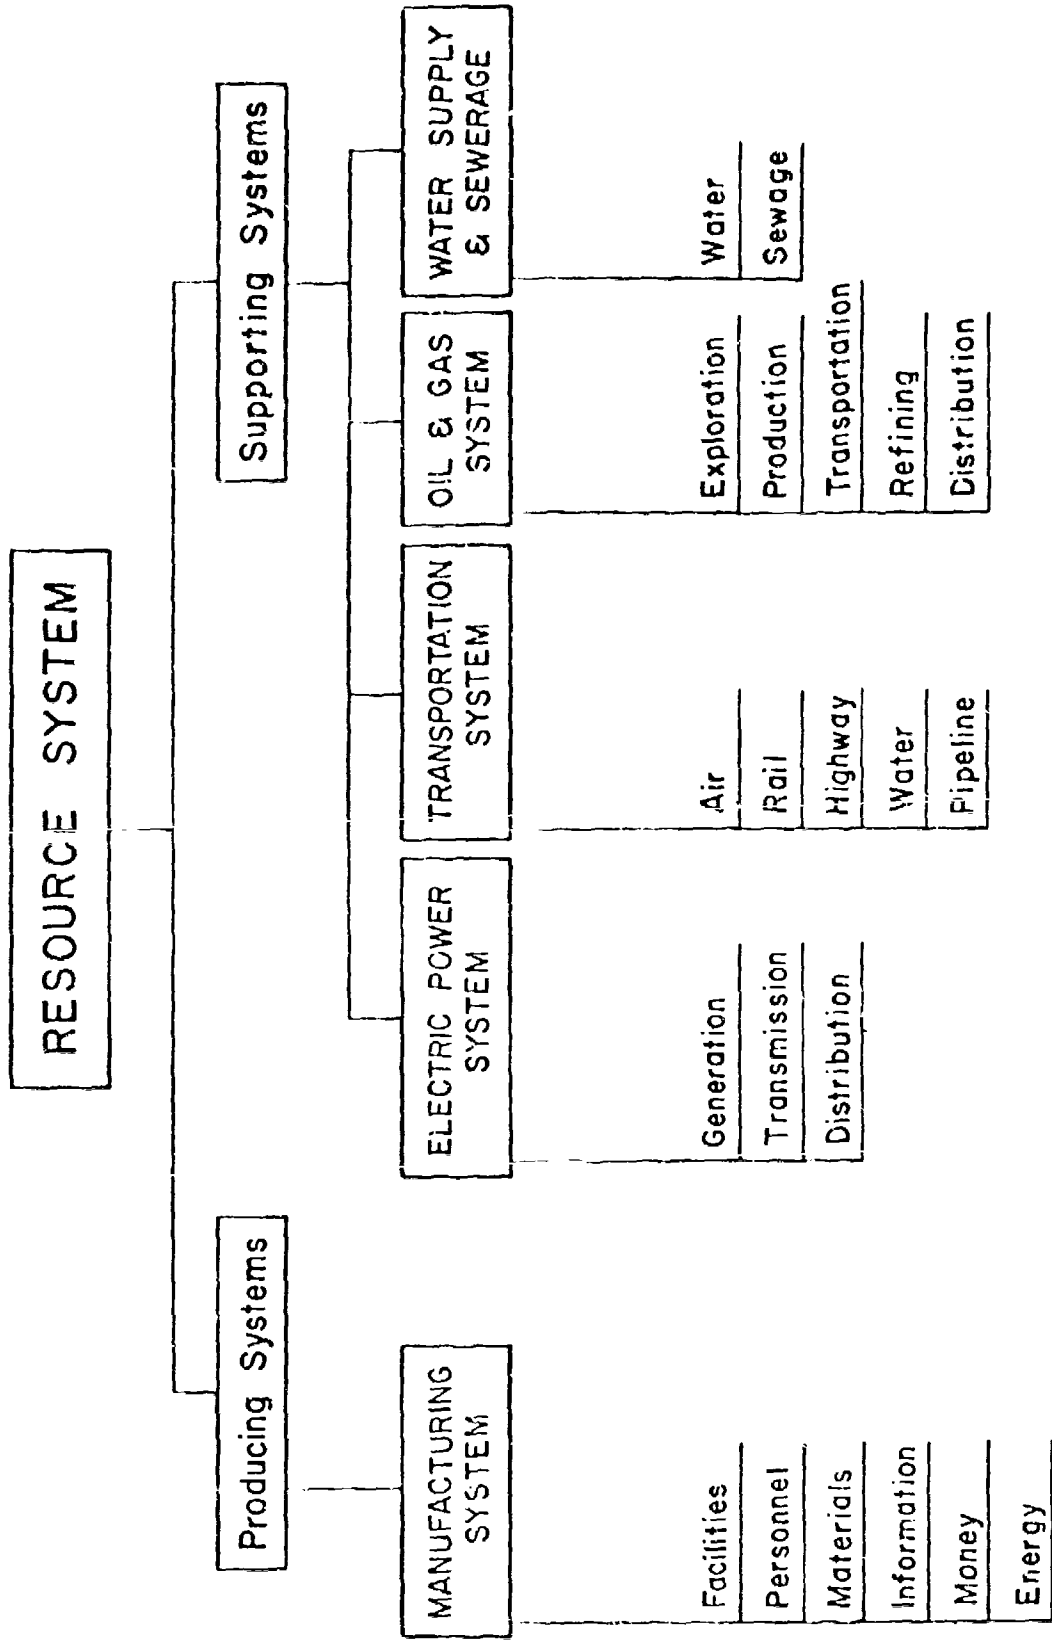 RESOURCE SYSTEM
Producing Systems
Supporting Systems
MANUFACTURING
SYSTEM
ELECTRIC POWER
SYSTEM
TRANSPORTATION
SYSTEM
OIL & GAS
SYSTEM
WATER SUPPLY
& SEWERAGE
Facilities
Personnel
Materials
Information
Money
Energy
Generation
Transmission
Distribution
Air
Rail
Highway
Water
Pipeline
Exploration
Production
Transportation
Refining
Distribution
Water
Sewage